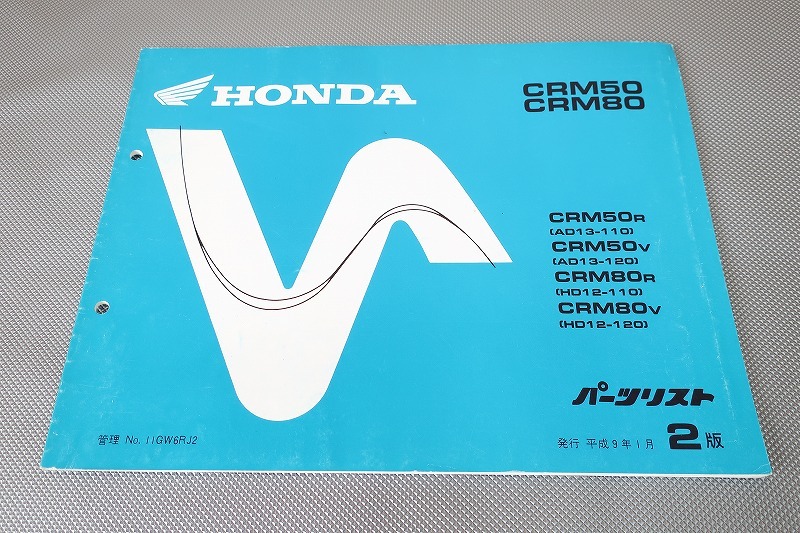 HONDA
CRM50
CRM80
CRM50R
(AD13-110)
CRM50V
(AD13-120)
CRM80R
(HD12-110)
CRM80V
(HD12-120)
パーツリスト
管理 No. 11GW6RJ2
発行 平成9年1月 2版